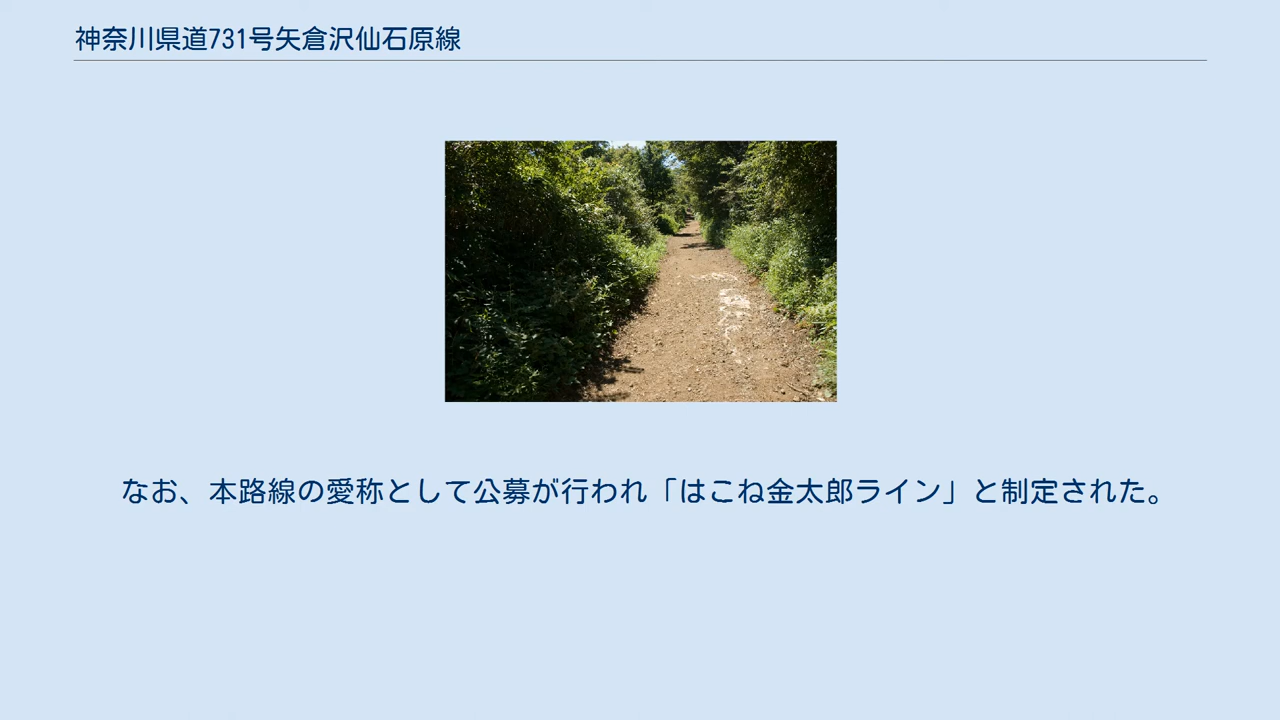 神奈川県道731号矢倉沢仙石原線
なお、本路線の愛称として公募が行われ「はこね金太郎ライン」と制定された。